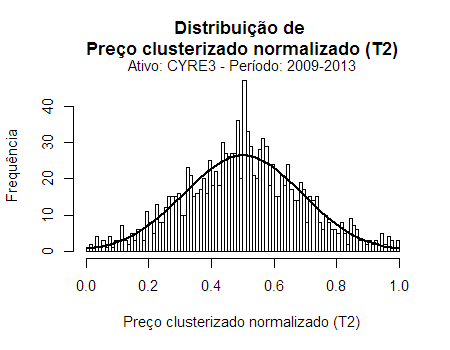 Distribuição de
Preço clusterizado normalizado (T2)
Ativo: CYRE3 - Período: 2009-2013
Frequência
40
30
20
10
0
0.0 0.2 0.4 0.6 0.8 1.0
Preço clusterizado normalizado (T2)